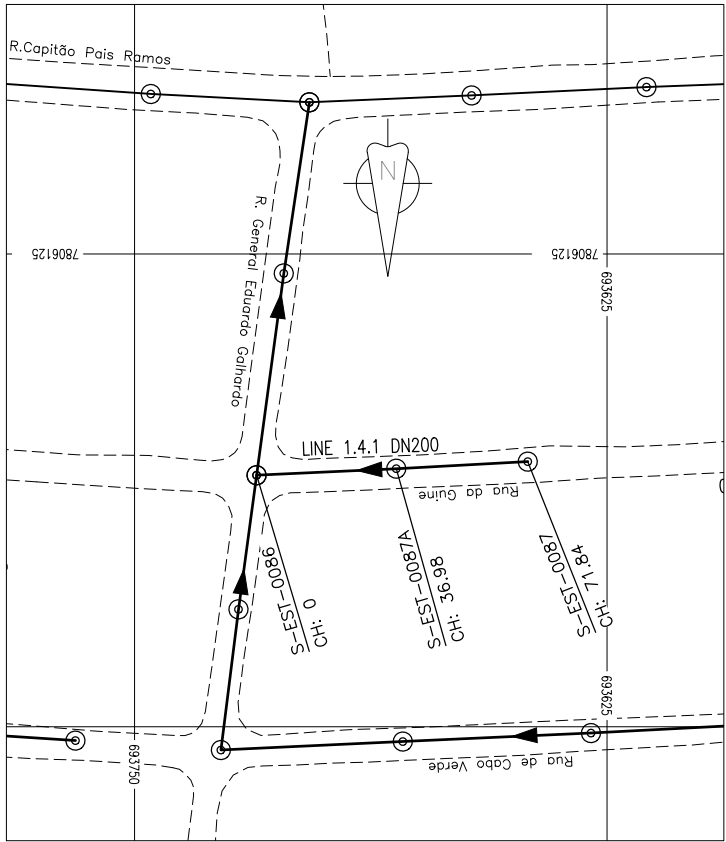 R.Capitão Pais Ramos
N
R. General Eduardo Galhardo
7806125
7806125
693625
LINE 1.4.1 DN200
Rua da Guine
S-EST-0086
CH: 0
S-EST-0087A
CH: 36.98
S-EST-0087
CH: 71.84
693625
693750
Rua de Cabo Verde